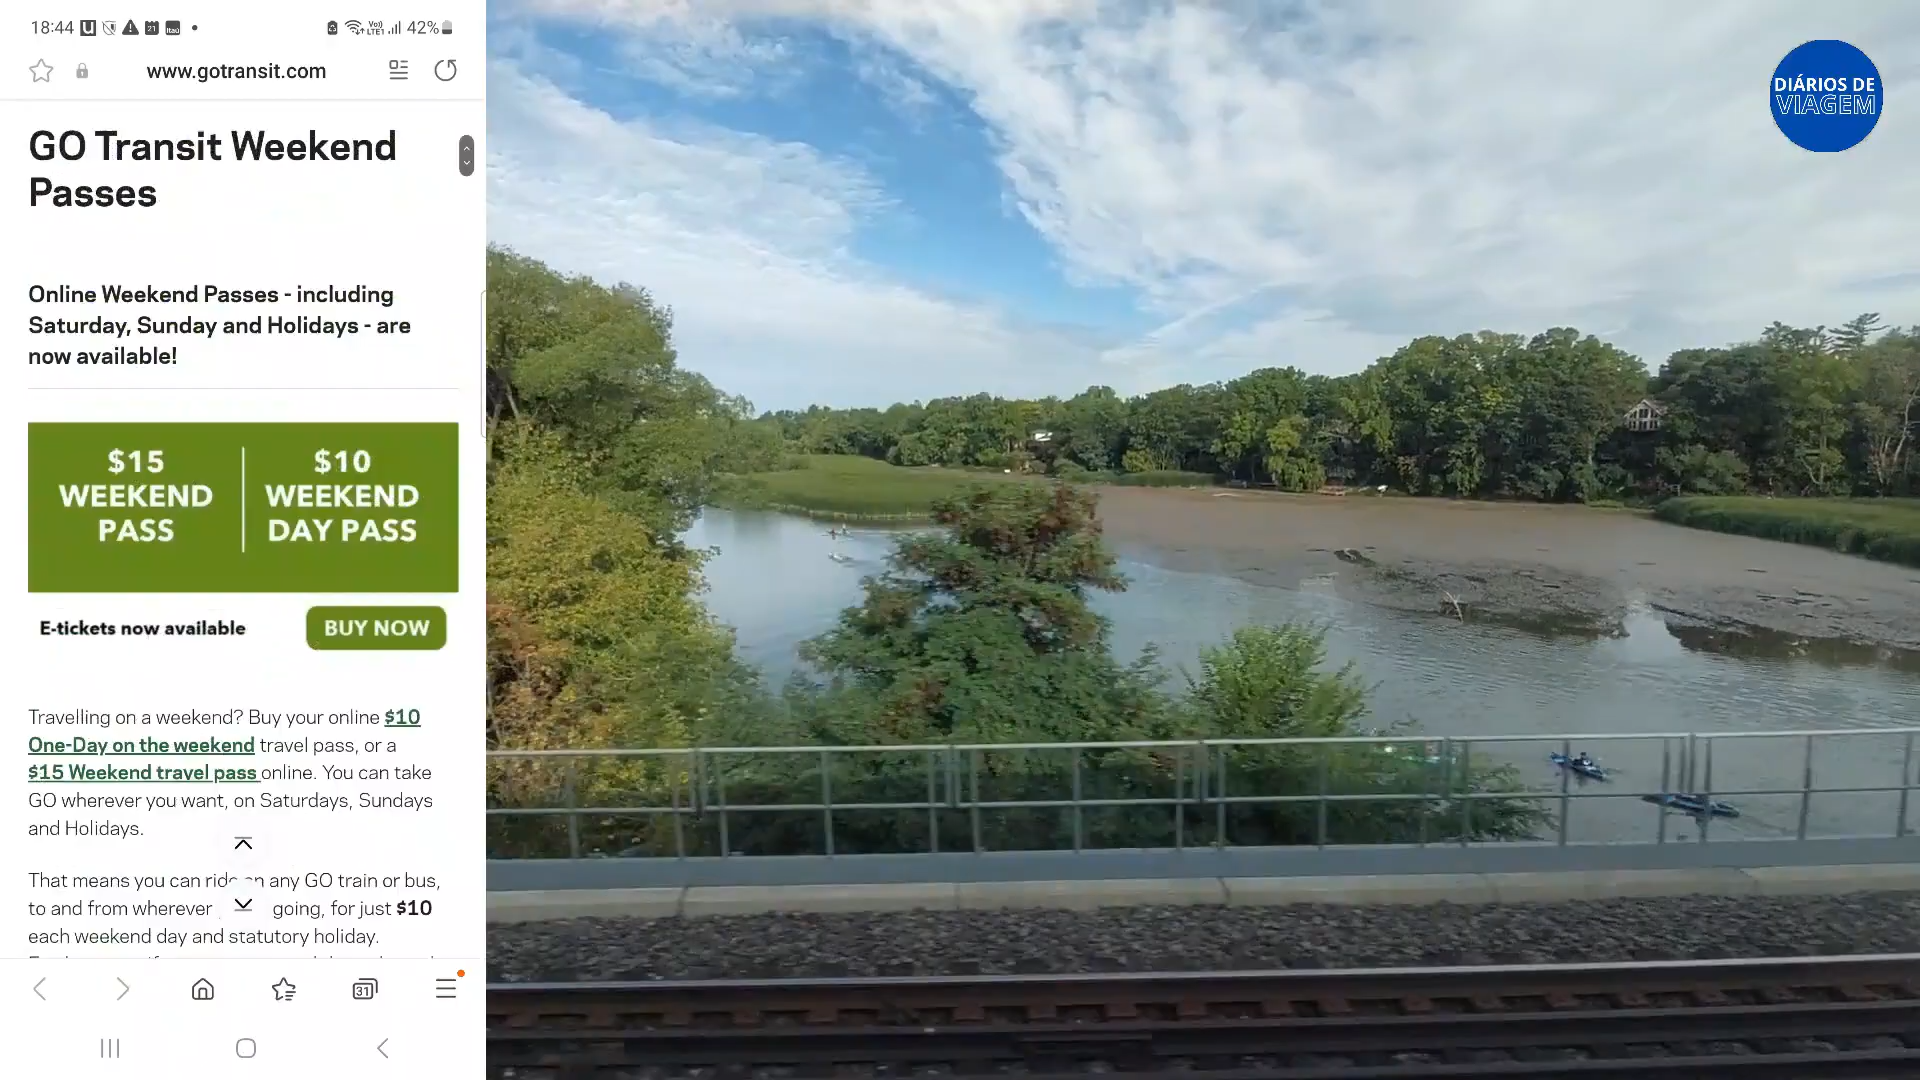 18:44
Vo))
LTE1
42%
www.gotransit.com
GO Transit Weekend
Passes
Online Weekend Passes - including
Saturday, Sunday and Holidays - are
now available!
$15
WEEKEND
PASS
$10
WEEKEND
DAY PASS
E-tickets now available
BUY NOW
Travelling on a weekend? Buy your online $10
One-Day on the weekend travel pass, or a
$15 Weekend travel pass online. You can take
GO wherever you want, on Saturdays, Sundays
and Holidays.
That means you can ride on any GO train or bus,
to and from wherever going, for just $10
each weekend day and statutory holiday.
31
DIÁRIOS DE
VIAGEM